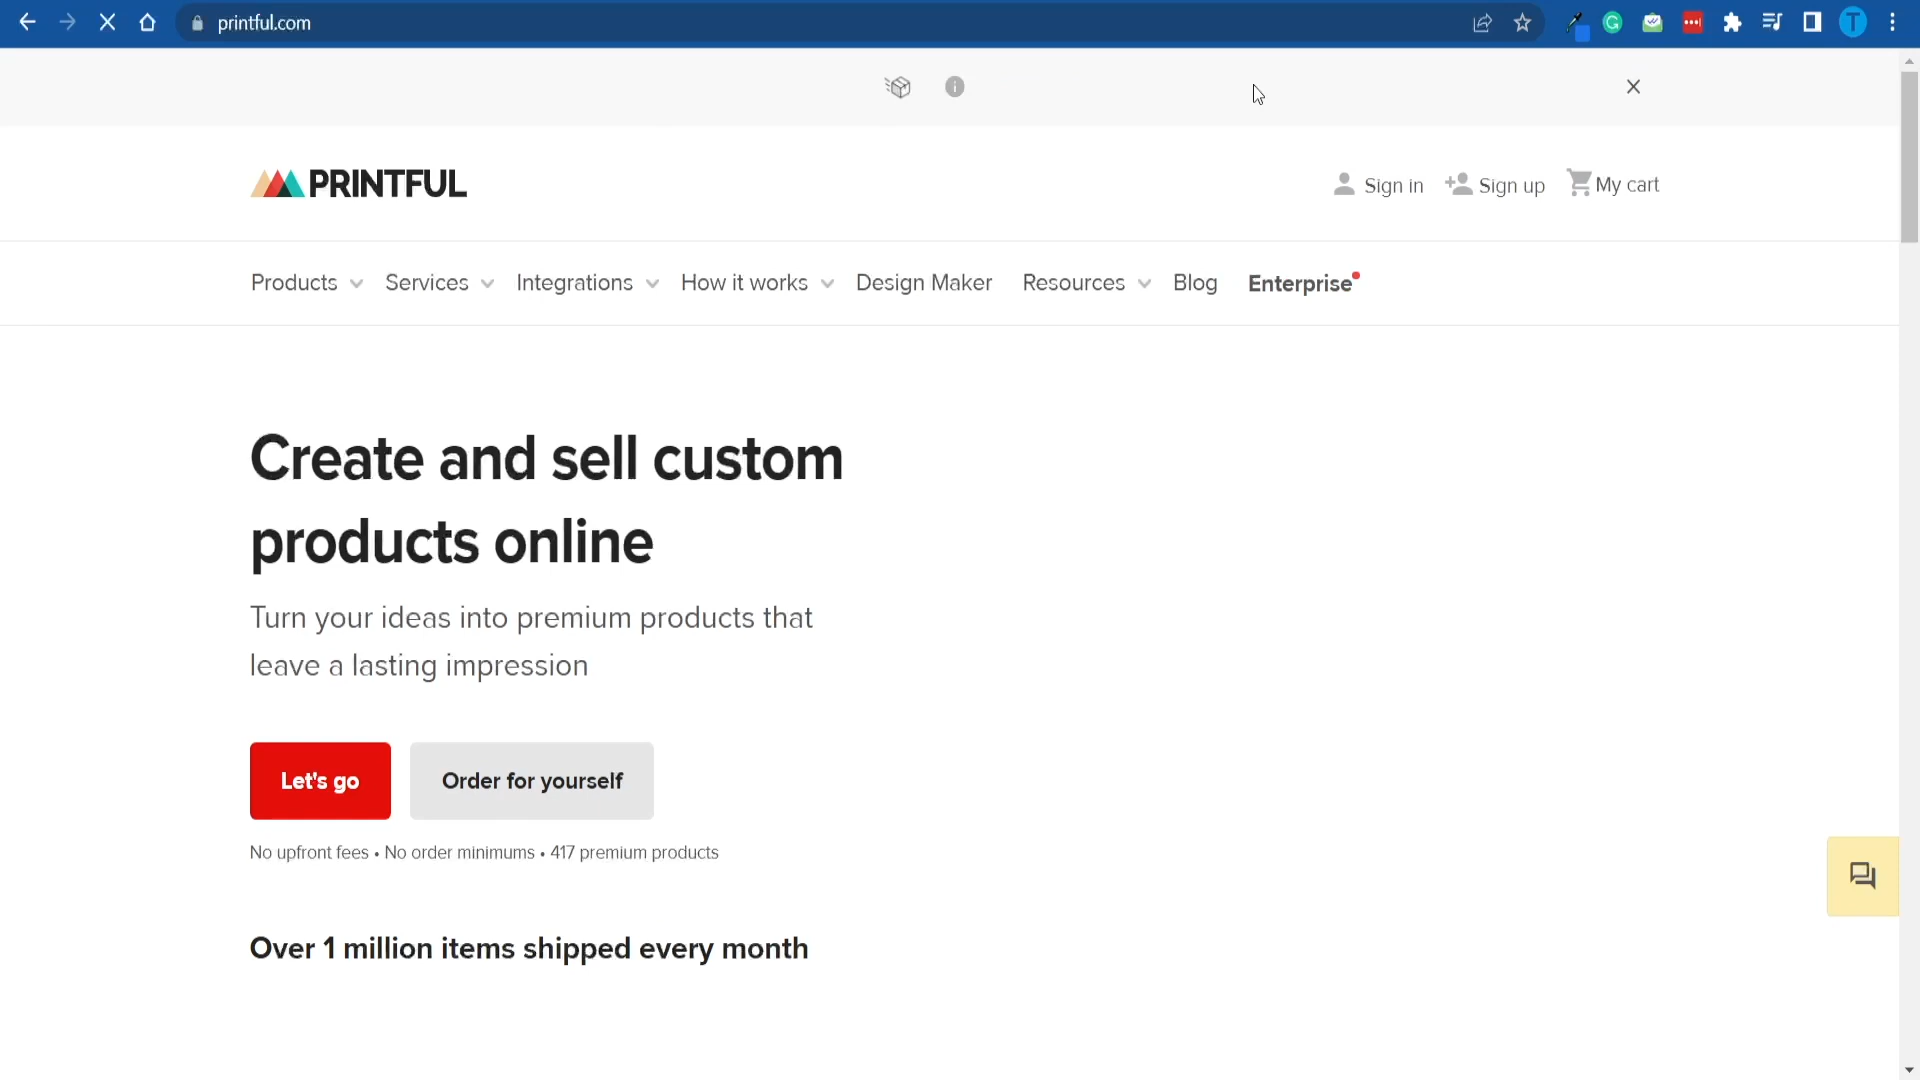 printful.com
T
PRINTFUL
Sign in
Sign up
My cart
Products
Services
Integrations
How it works
Design Maker
Resources
Blog
Enterprise
Create and sell custom
products online
Turn your ideas into premium products that
leave a lasting impression
Let's go
Order for yourself
No upfront fees • No order minimums • 417 premium products
Over 1 million items shipped every month